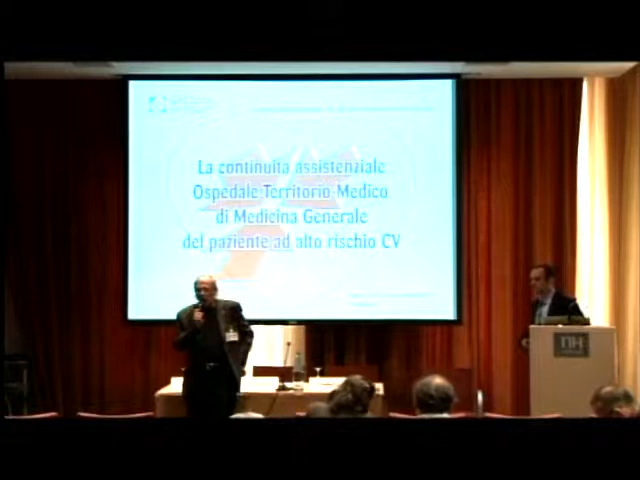 La continuità assistenziale
Ospedale-Territorio-Medico
di Medicina Generale
del paziente ad alto rischio CV
NH